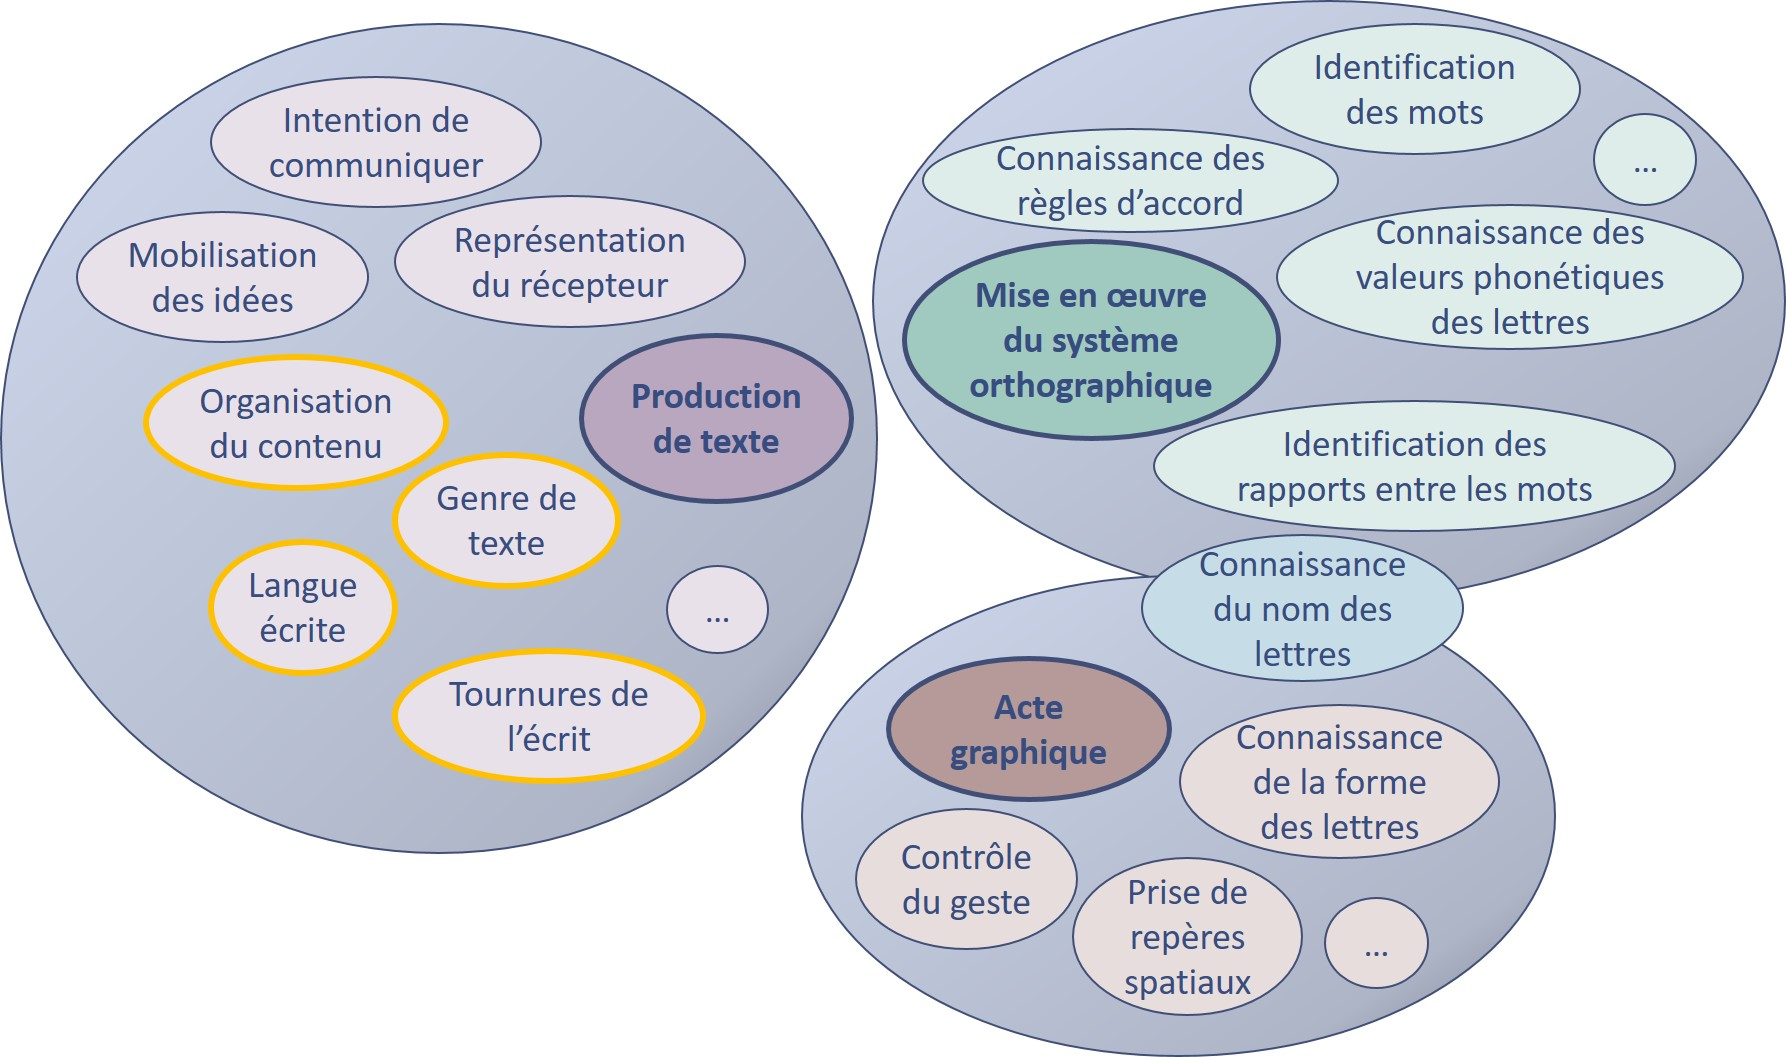 Intention de
communiquer
Mobilisation
des idées
Représentation
du récepteur
Organisation
du contenu
Production
de texte
Genre de
texte
Langue
écrite
...
Tournures de
l’écrit
Identification
des mots
Connaissance des
règles d’accord
...
Connaissance des
valeurs phonétiques
des lettres
Mise en œuvre
du système
orthographique
Identification des
rapports entre les mots
Connaissance
du nom des
lettres
Acte
graphique
Connaissance
de la forme
des lettres
Contrôle
du geste
Prise de
repères
spatiaux
...